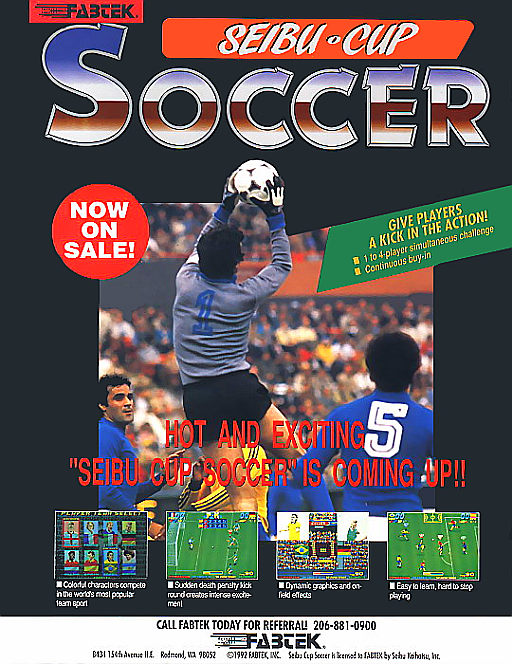 FABTEK.
SEIBU CUP
SOCCER
NOW
ON
SALE!
GIVE PLAYERS
A KICK IN THE ACTION!
1 to 4-player simultaneous challenge
Continuous buy-in
1
5
HOT AND EXCITING
"SEIBU CUP SOCCER" IS COMING UP!!
Colorful characters compete
in the world's most popular
team sport
Sudden death penalty kick
round creates intense excite-
ment
Dynamic graphics and on-
field effects
Easy to learn, hard to stop
playing
CALL FABTEK TODAY FOR REFERRAL! 206-881-0900
FABTEK.
8431 154th Avenue N.E. Redmond, WA 98052 ©1992 FABTEK, INC. Seibu Cup Soccer is licensed to FABTEK by Seibu Kaihatsu, Inc.